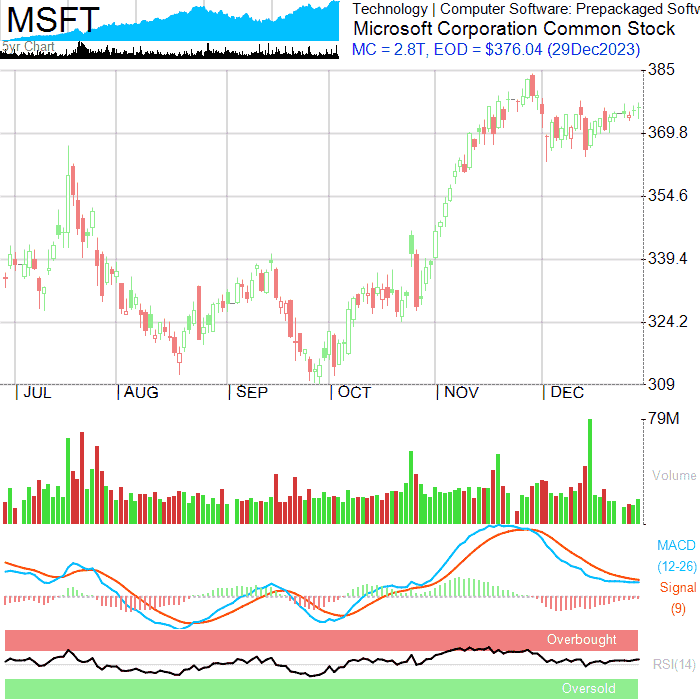 MSFT
5yr Chart
Technology | Computer Software: Prepackaged Softw
Microsoft Corporation Common Stock
MC = 2.8T, EOD = $376.04 (29Dec2023)
385
369.8
354.6
339.4
324.2
309
| JUL | AUG | SEP | OCT | NOV | DEC
79M
Volume
MACD
(12-26)
Signal
(9)
Overbought
RSI(14)
Oversold